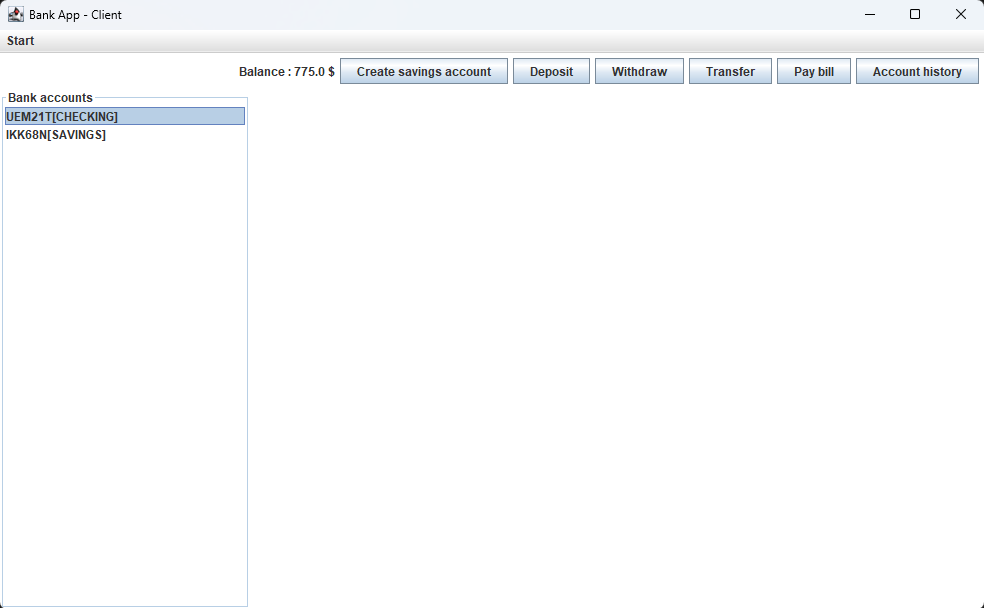 Bank App - Client
Start
Balance : 775.0 $ Create savings account Deposit Withdraw Transfer Pay bill Account history
Bank accounts
UEM21T[CHECKING]
IKK68N[SAVINGS]